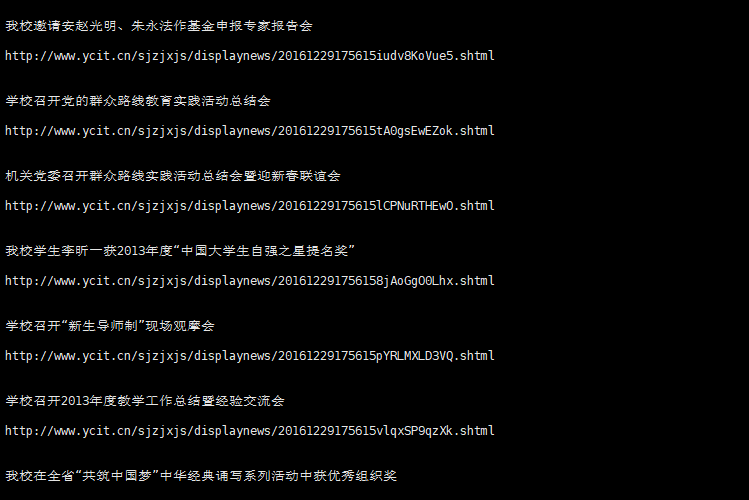 我校邀请安赵光明、朱永法作基金申报专家报告会
http://www.ycit.cn/sjzjxjs/displaynews/20161229175615iudv8KoVue5.shtml
学校召开党的群众路线教育实践活动总结会
http://www.ycit.cn/sjzjxjs/displaynews/20161229175615tA0gsEwEZok.shtml
机关党委召开群众路线实践活动总结会暨迎新春联谊会
http://www.ycit.cn/sjzjxjs/displaynews/20161229175615lCPNuRTHEwO.shtml
我校学生李昕一获2013年度“中国大学生自强之星提名奖”
http://www.ycit.cn/sjzjxjs/displaynews/201612291756158jAoGgO0Lhx.shtml
学校召开“新生导师制”现场观摩会
http://www.ycit.cn/sjzjxjs/displaynews/20161229175615pYRLMXLD3VQ.shtml
学校召开2013年度教学工作总结暨经验交流会
http://www.ycit.cn/sjzjxjs/displaynews/20161229175615vlqxSP9qzXk.shtml
我校在全省“共筑中国梦”中华经典诵写系列活动中获优秀组织奖